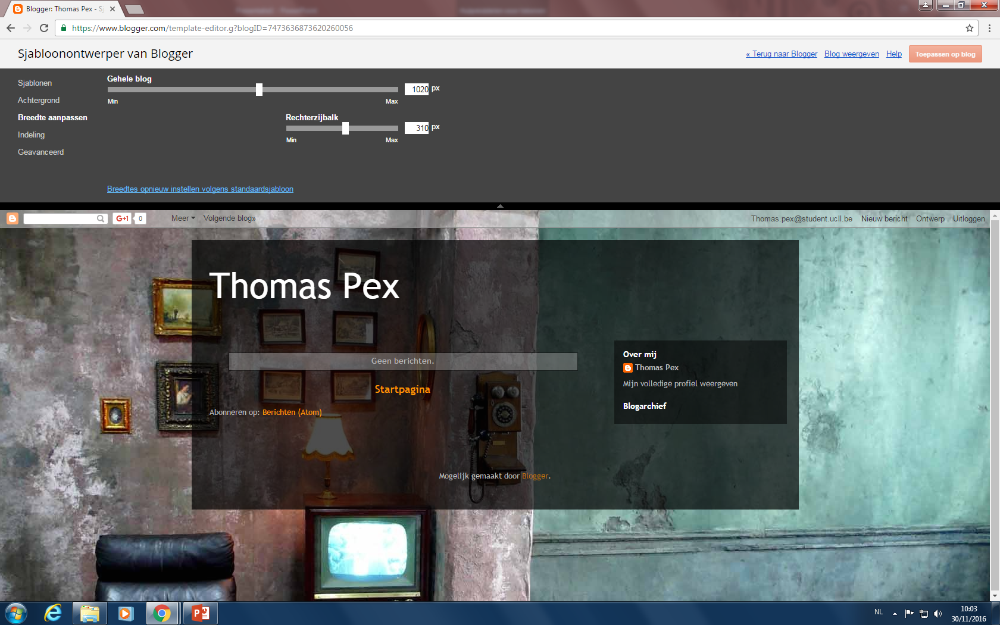 Blogger: Thomas Pex - Sj
https://www.blogger.com/template-editor.g?blogID=7473636873620260056
Sjabloonontwerper van Blogger
« Terug naar Blogger Blog weergeven Help Toepassen op blog
Sjablonen
Achtergrond
Breedte aanpassen
Indeling
Geavanceerd
Gehele blog
1020 px
Min Max
Rechterzijbalk
310 px
Min Max
Breedtes opnieuw instellen volgens standaardsjabloon
G+1 0 Meer Volgende blog» Thomas.pex@student.ucll.be Nieuw bericht Ontwerp Uitloggen
Thomas Pex
Geen berichten.
Startpagina
Abonneren op: Berichten (Atom)
Over mij
Thomas Pex
Mijn volledige profiel weergeven
Blogarchief
Mogelijk gemaakt door Blogger.
NL 10:03
30/11/2016